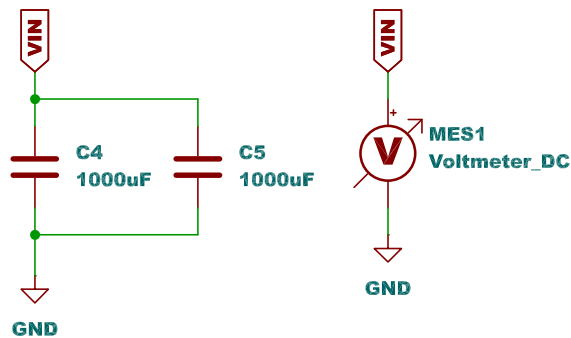 VIN
C4
1000uF
C5
1000uF
GND
VIN
+
V
MES1
Voltmeter_DC
GND